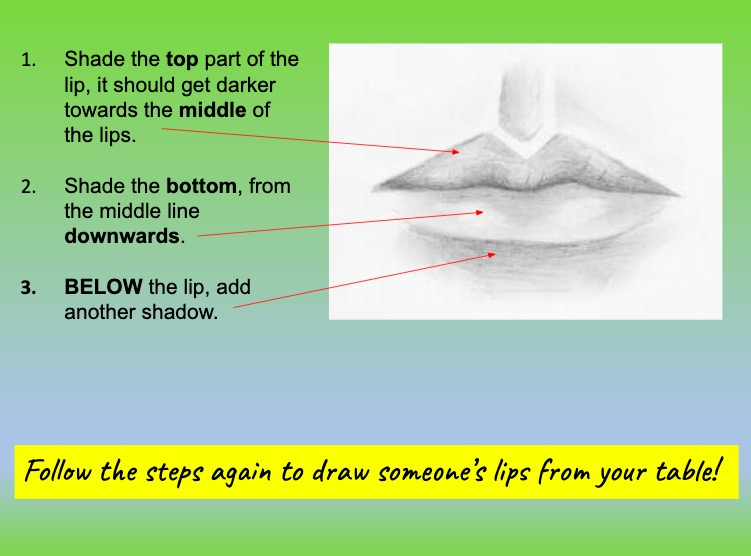 1. Shade the top part of the
lip, it should get darker
towards the middle of
the lips.
2. Shade the bottom, from
the middle line
downwards.
3. BELOW the lip, add
another shadow.
Follow the steps again to draw someone's lips from your table!